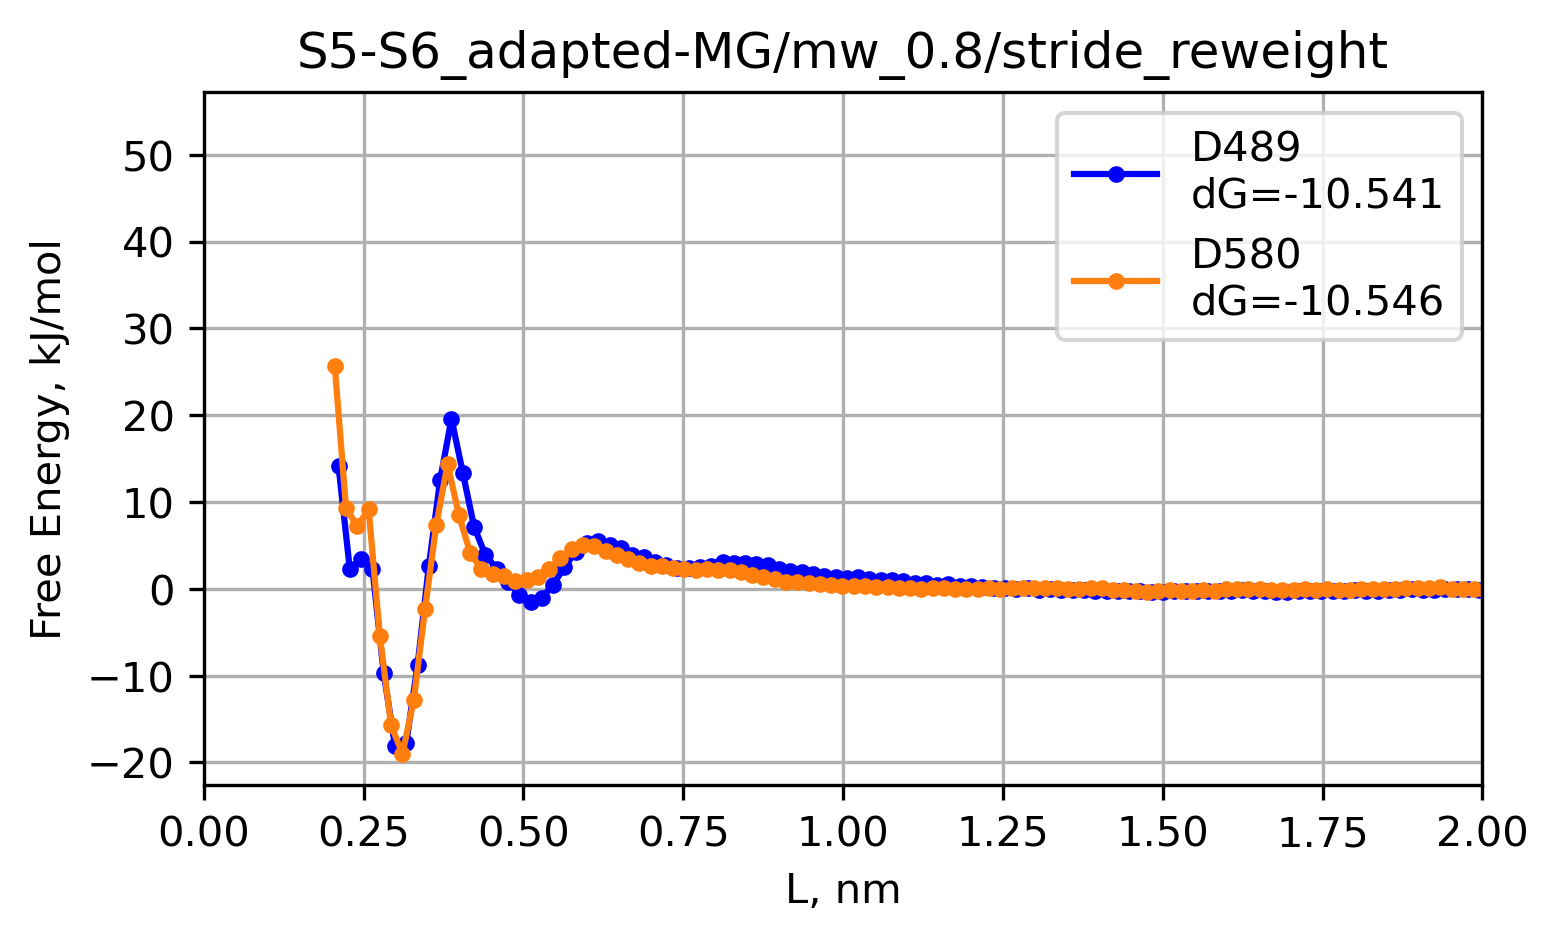 S5-S6_adapted-MG/mw_0.8/stride_reweight
Free Energy, kJ/mol
50
40
30
20
10
0
−10
−20
D489
dG=-10.541
D580
dG=-10.546
0.00 0.25 0.50 0.75 1.00 1.25 1.50 1.75 2.00
L, nm